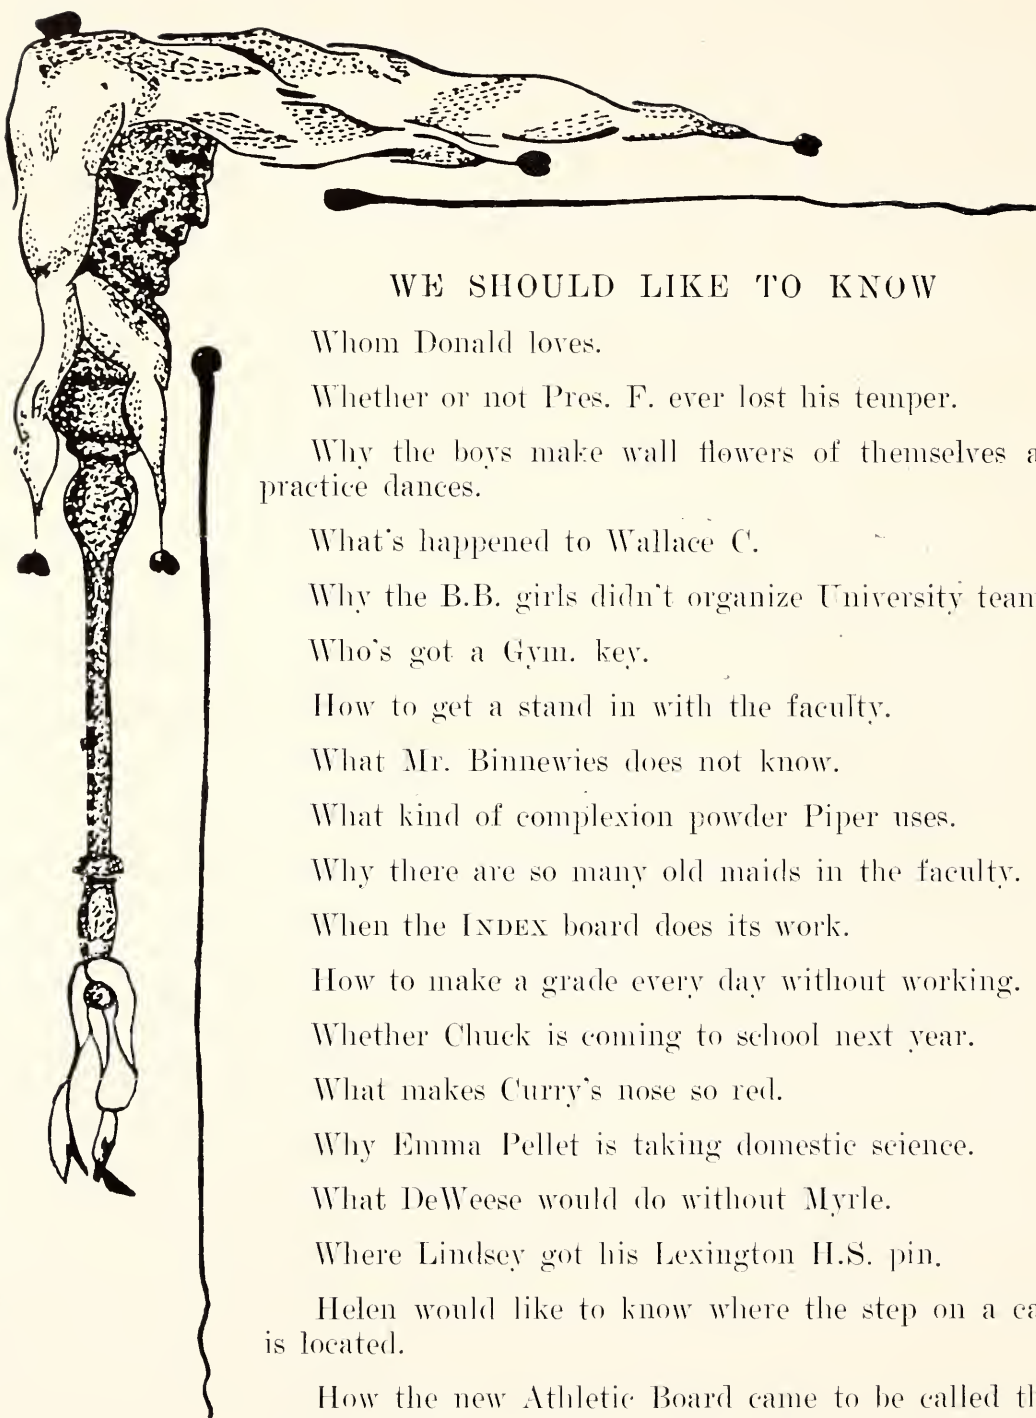 WE SHOULD LIKE TO KNOW
Whom Donald loves.
Whether or not Pres. F. ever lost his temper.
Why the boys make wall flowers of themselves
practice dances.
What's happened to Wallace C.
Why the B.B. girls didn't organize University
Who's got a Gym. key.
How to get a stand in with the faculty.
What Mr. Binnewies does not know.
What kind of complexion powder Piper uses.
Why there are so many old maids in the faculty.
When the INDEX board does its work.
How to make a grade every day without working.
Whether Chuck is coming to school next year.
What makes Curry's nose so red.
Why Emma Pellet is taking domestic science.
What DeWeese would do without Myrle.
Where Lindsey got his Lexington H.S. pin.
Helen would like to know where the step on a
is located.
How the new Athletic Board came to be called